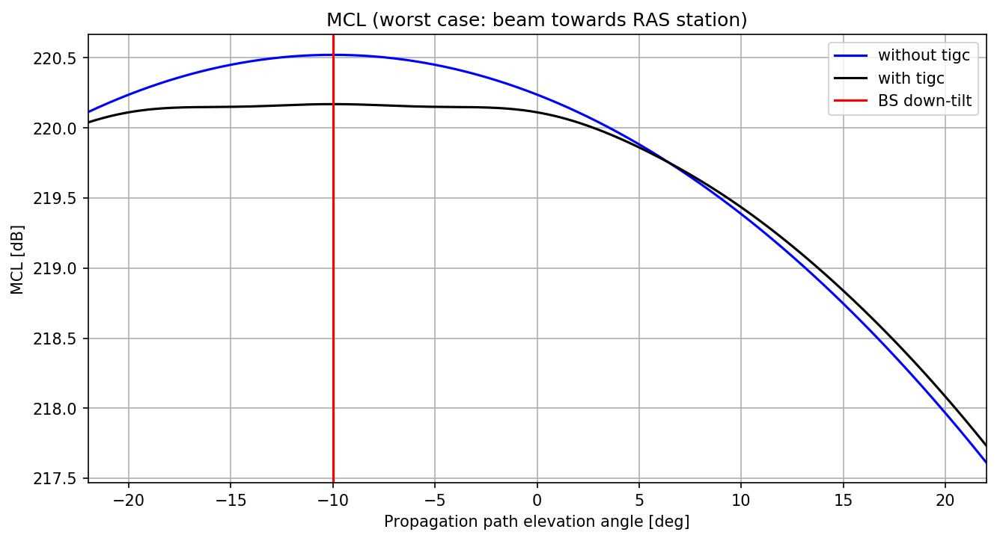 MCL (worst case: beam towards RAS station)
without tigc
with tigc
BS down-tilt
MCL [dB]
220.5
220.0
219.5
219.0
218.5
218.0
217.5
−20 −15 −10 −5 0 5 10 15 20
Propagation path elevation angle [deg]